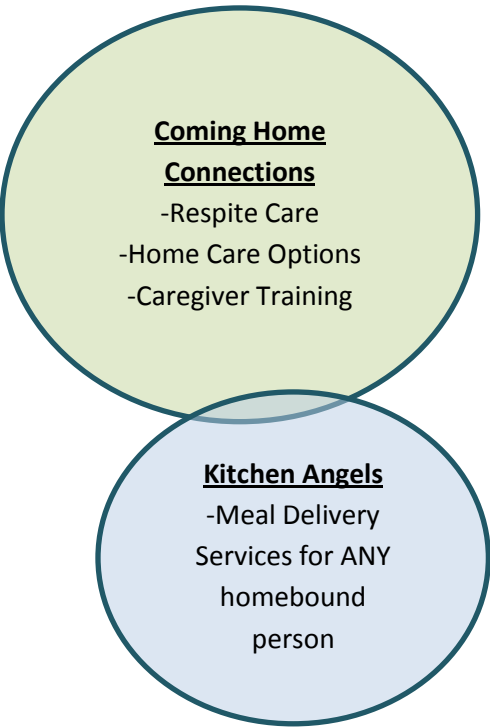 Coming Home
Connections
-Respite Care
-Home Care Options
-Caregiver Training
Kitchen Angels
-Meal Delivery
Services for ANY
homebound
person